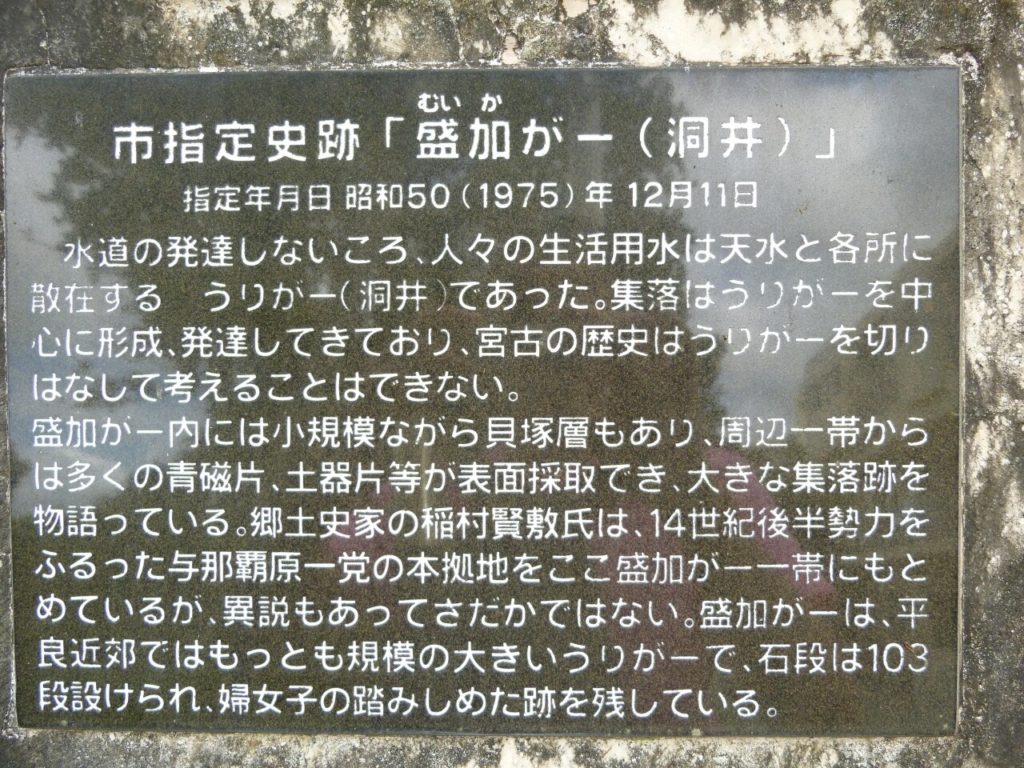 むいか
市指定史跡「盛加がー(洞井)」
指定年月日 昭和50(1975)年 12月11日
水道の発達しないころ、人々の生活用水は天水と各所に
散在する うりがー(洞井)であった。集落はうりがーを中
心に形成、発達してきており、宮古の歴史はうりがーを切り
はなして考えることはできない。
盛加がー内には小規模ながら貝塚層もあり、周辺一帯から
は多くの青磁片、土器片等が表面採取でき、大きな集落跡を
物語っている。郷土史家の稲村賢敷氏は、14世紀後半勢力を
ふるった与那覇原一党の本拠地をここ盛加がー一帯にもと
めているが、異説もあってさだかではない。盛加がーは、平
良近郊ではもっとも規模の大きいうりがーで、石段は103
段設けられ、婦女子の踏みしめた跡を残している。